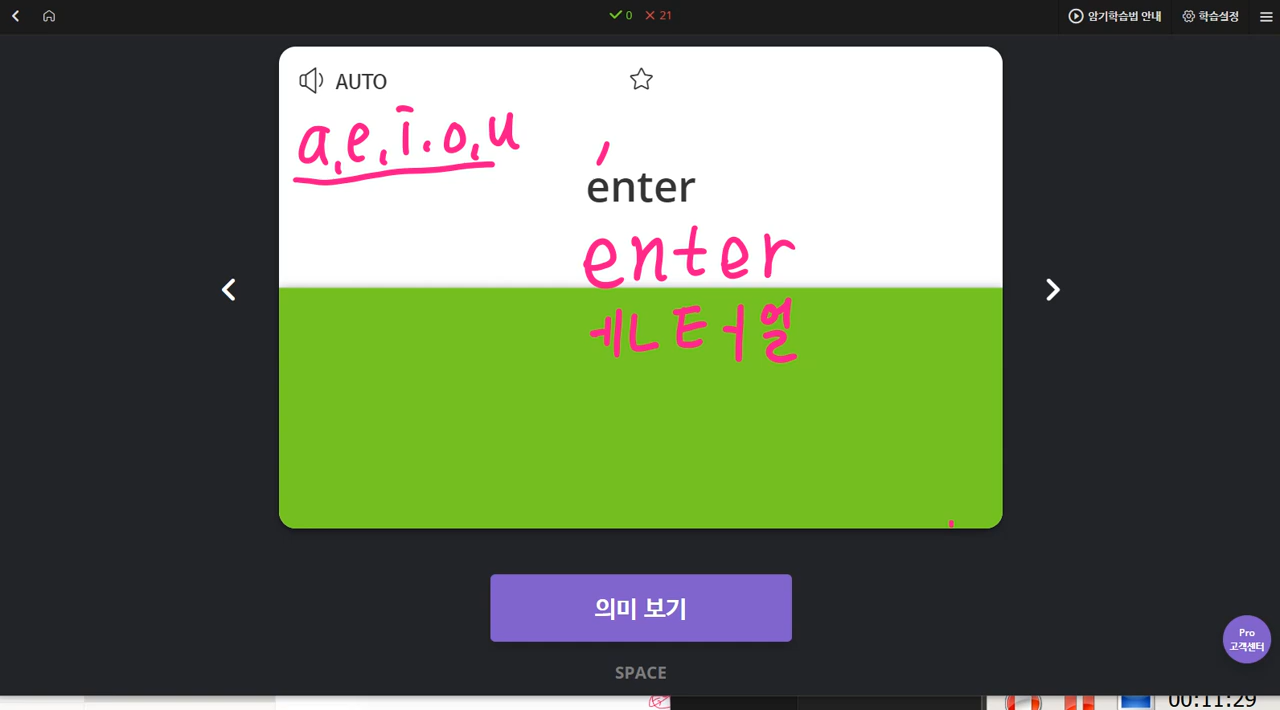 0 21 암기학습법 안내 학습설정
AUTO
a, e, i, o, u
enter
enter
ㅔㄴㅌㅓ얼
의미 보기
SPACE
Pro
고객센터
00:11:29